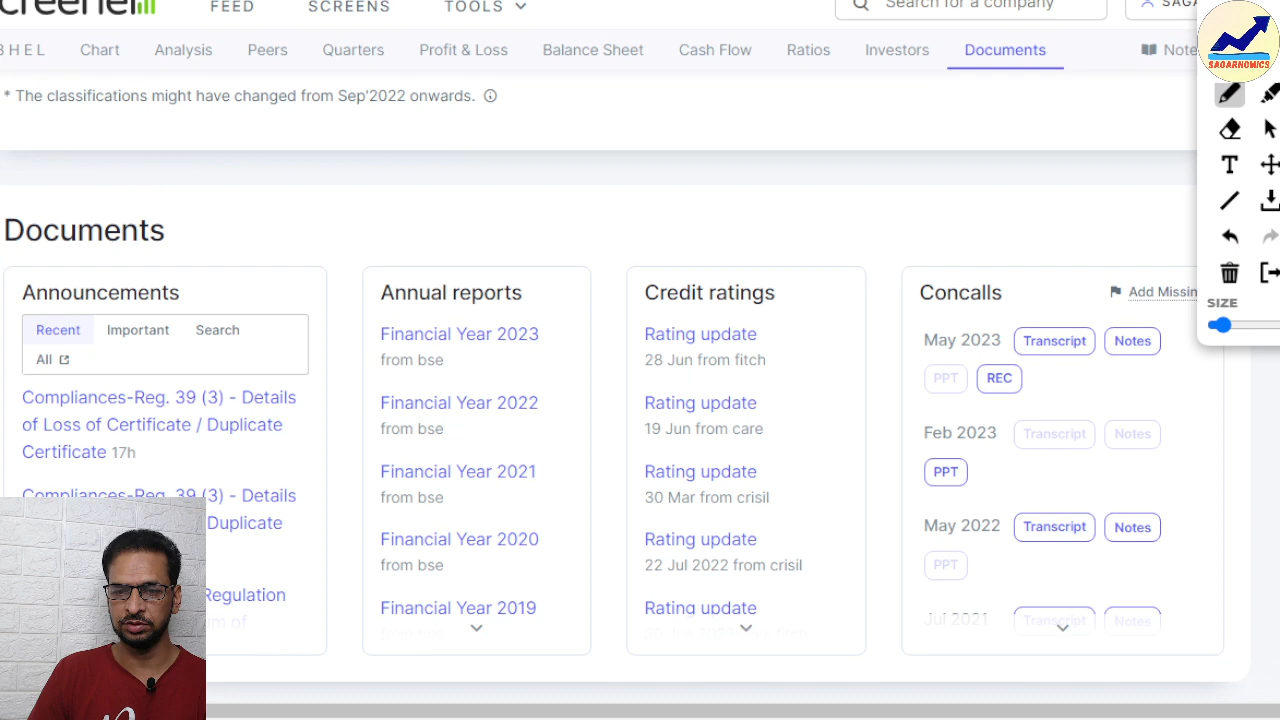 FEED SCREENS TOOLS Search for a company
B H E L Chart Analysis Peers Quarters Profit & Loss Balance Sheet Cash Flow Ratios Investors Documents
SAGARNOMICS
* The classifications might have changed from Sep'2022 onwards.
SIZE
Documents
Announcements
Recent Important Search
All
Compliances-Reg. 39 (3) - Details
of Loss of Certificate / Duplicate
Certificate 17h
Compliances-Reg. 39 (3) - Details
Duplicate
Regulation
Annual reports
Financial Year 2023
from bse
Financial Year 2022
from bse
Financial Year 2021
from bse
Financial Year 2020
from bse
Financial Year 2019
Credit ratings
Rating update
28 Jun from fitch
Rating update
19 Jun from care
Rating update
30 Mar from crisil
Rating update
22 Jul 2022 from crisil
Rating update
Concalls Add Missin
May 2023 Transcript Notes
PPT REC
Feb 2023 Transcript Notes
PPT
May 2022 Transcript Notes
PPT
Jul 2021 Transcript Notes